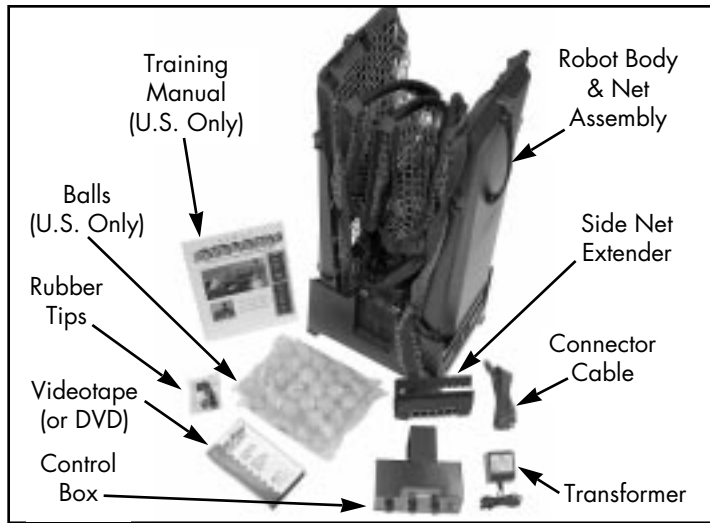 Training
Manual
(U.S. Only)
Balls
(U.S. Only)
Rubber
Tips
Videotape
(or DVD)
Control
Box
Robot Body
& Net
Assembly
Side Net
Extender
Connector
Cable
Transformer